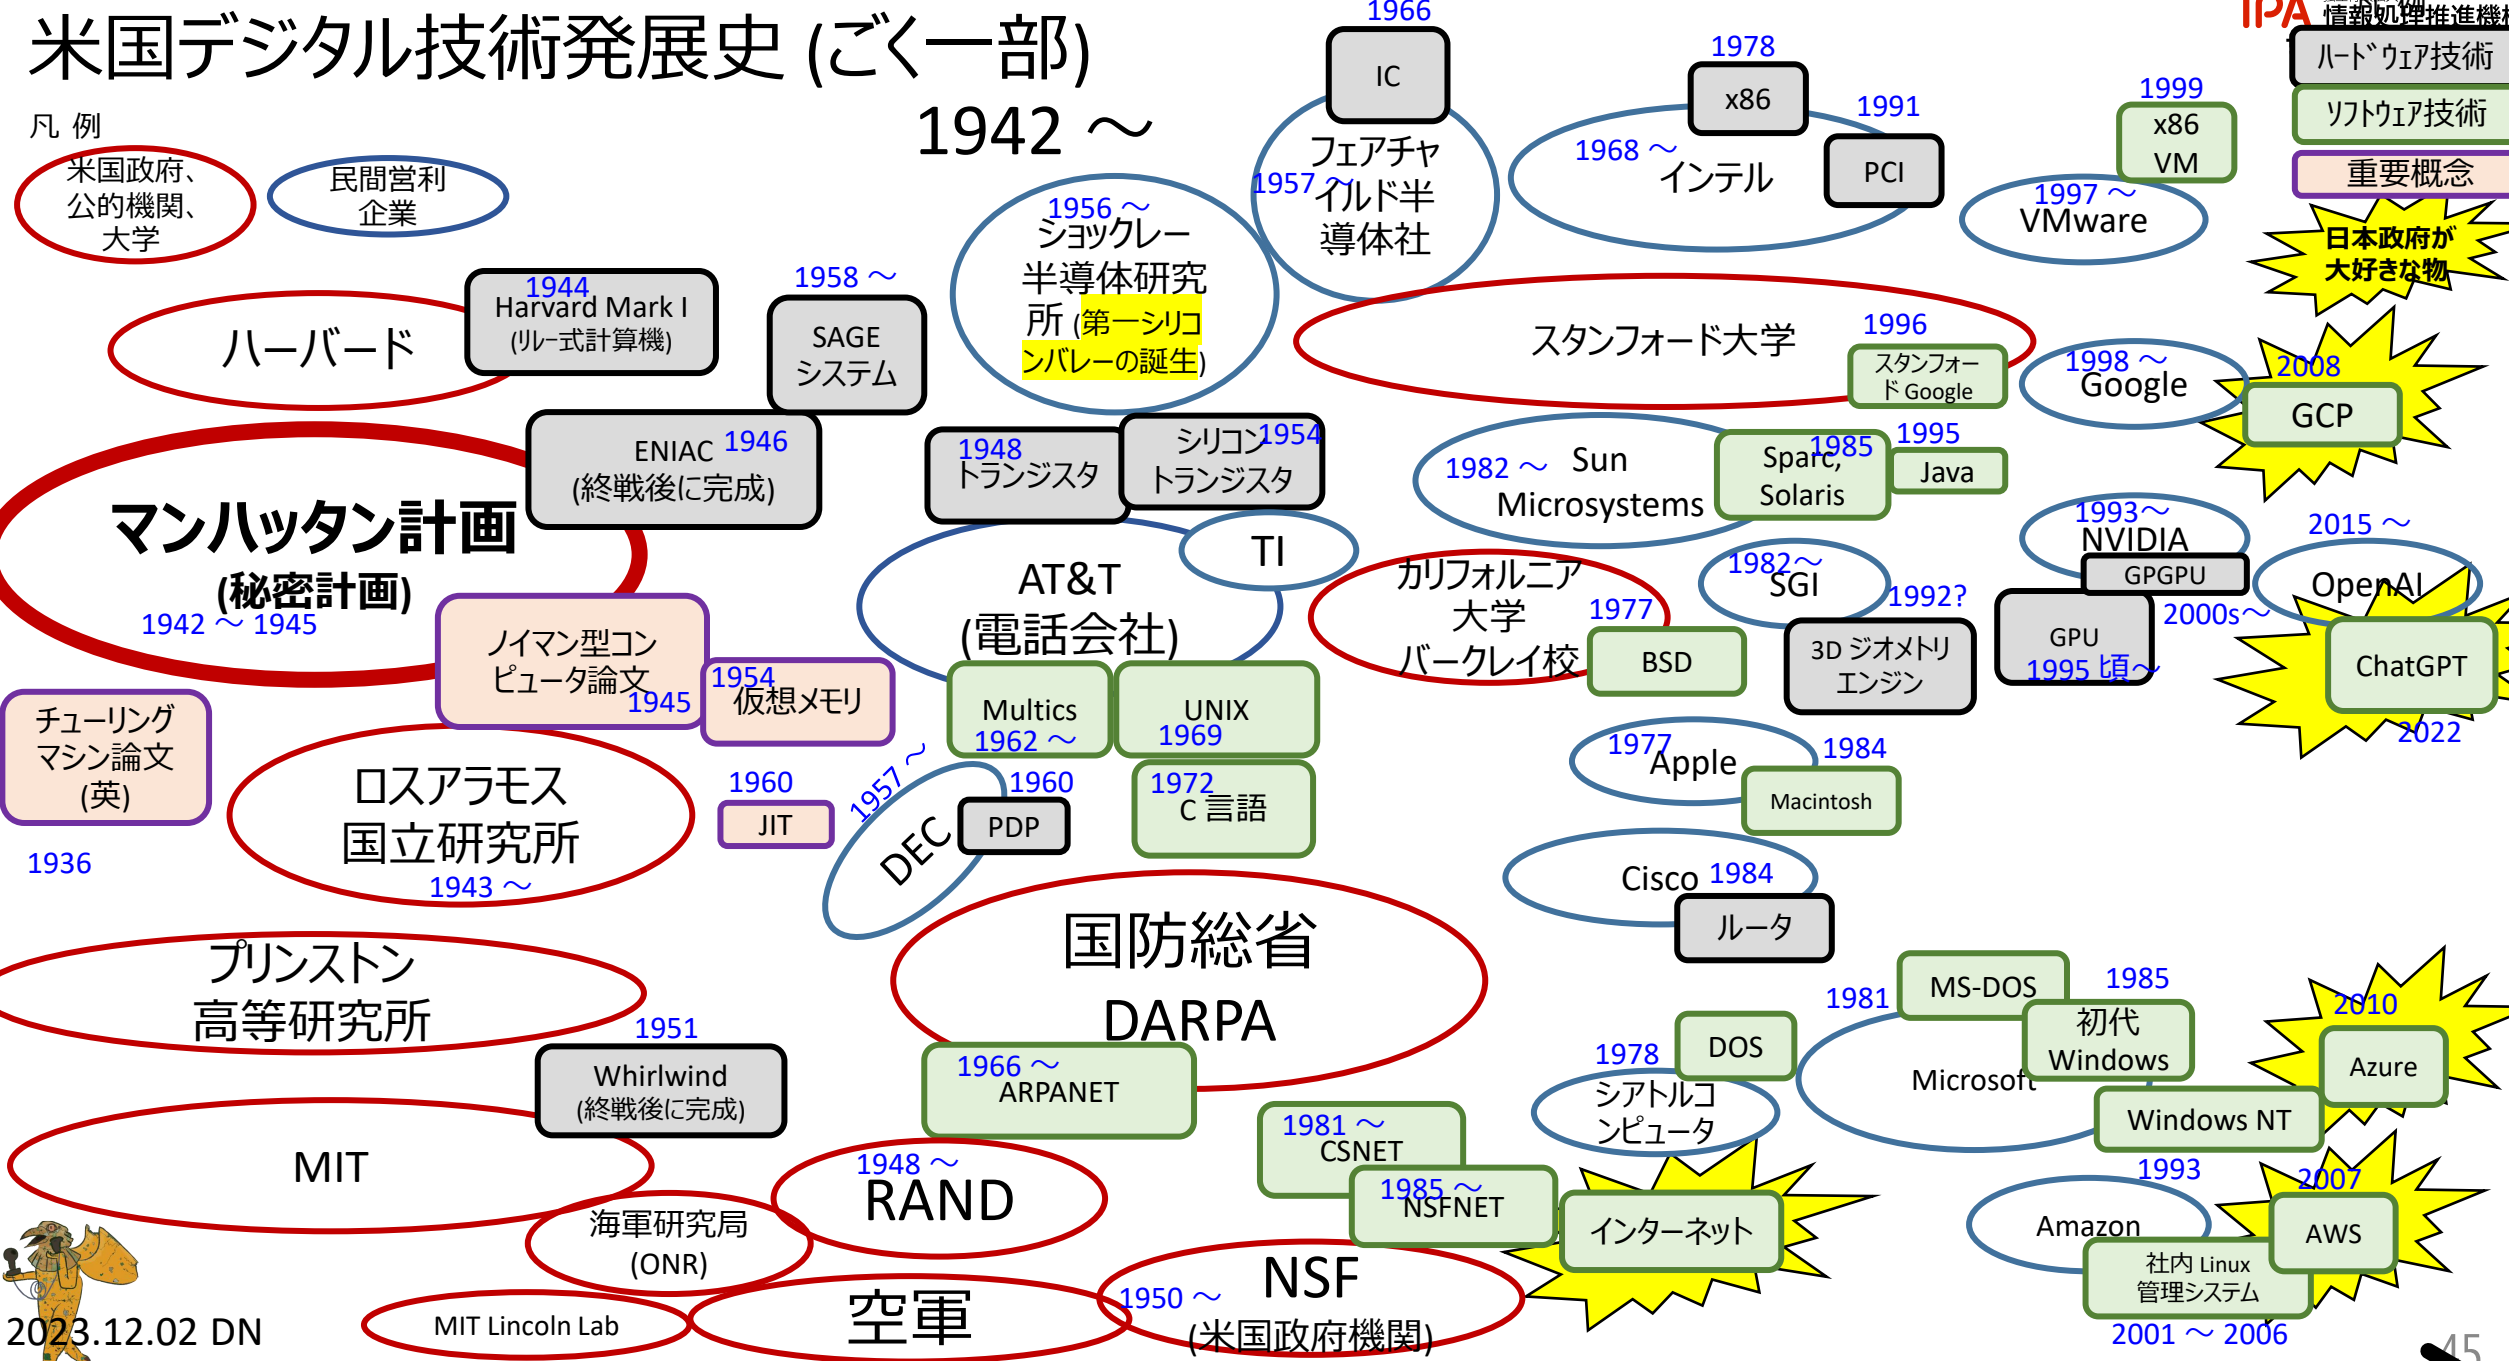 米国デジタル技術発展史 (ごく一部)
1942 ～
凡 例
米国政府、
公的機関、
大学
民間営利
企業
IPA
情報処理推進機構
ハードウェア技術
ソフトウェア技術
重要概念
日本政府が
大好きな物
1966
IC
フェアチャ
1957 ～
イルド半
導体社
1978
x86
1991
PCI
1968 ～
インテル
1999
x86
VM
1997 ～
VMware
1956 ～
ショックレー
半導体研究
所 (第一シリコ
ンバレーの誕生)
ハーバード
1944
Harvard Mark I
(リレー式計算機)
1958 ～
SAGE
システム
スタンフォード大学
1996
スタンフォー
ド Google
1998 ～
Google
2008
GCP
ENIAC 1946
(終戦後に完成)
マンハッタン計画
(秘密計画)
1942 ～ 1945
1948
トランジスタ
シリコン
1954
トランジスタ
TI
AT&T
(電話会社)
1982 ～
Sun
Microsystems
1985
Sparc,
Solaris
1995
Java
1993～
NVIDIA
GPGPU
2000s～
GPU
1995 頃～
2015 ～
OpenAI
ChatGPT
2022
カリフォルニア
大学
バークレイ校
1977
BSD
1982～
SGI
1992?
3D ジオメトリ
エンジン
ノイマン型コン
ピュータ論文
1945
1954
仮想メモリ
チューリング
マシン論文
(英)
1936
ロスアラモス
国立研究所
1943 ～
1960
JIT
Multics
1962 ～
UNIX
1969
1972
C 言語
1957 ～
DEC
1960
PDP
1977
Apple
1984
Macintosh
Cisco 1984
ルータ
国防総省
DARPA
1966 ～
ARPANET
プリンストン
高等研究所
1951
Whirlwind
(終戦後に完成)
MIT
1948 ～
RAND
海軍研究局
(ONR)
MIT Lincoln Lab
空軍
1950 ～
NSF
(米国政府機関)
1981 ～
CSNET
1985 ～
NSFNET
インターネット
1978
DOS
シアトルコ
ンピュータ
1981
MS-DOS
1985
初代
Windows
Microsoft
Windows NT
2010
Azure
1993
Amazon
社内 Linux
管理システム
2001 ～ 2006
2007
AWS
2023.12.02 DN
45